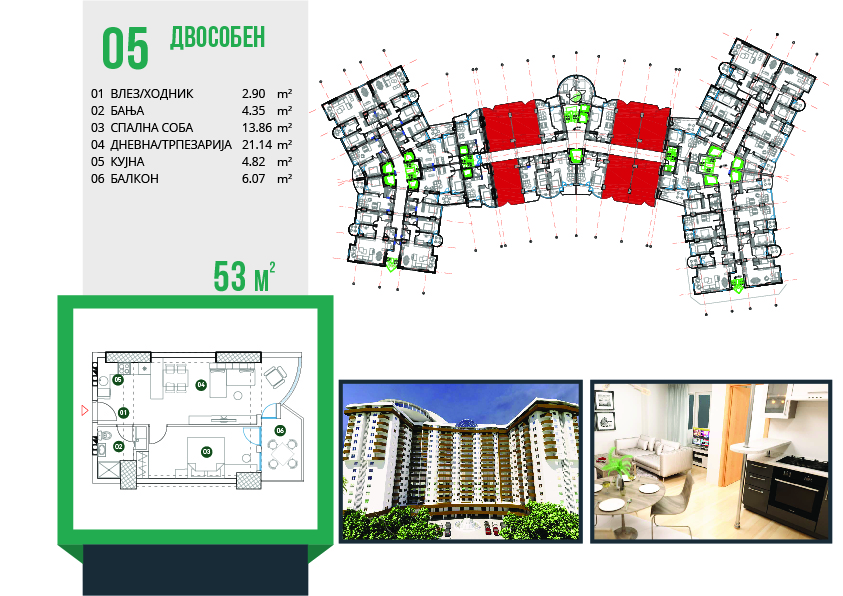 05 ДВОСОБЕН
01 ВЛЕЗ/ХОДНИК 2.90 m²
02 БАЊА 4.35 m²
03 СПАЛНА СОБА 13.86 m²
04 ДНЕВНА/ТРПЕЗАРИЈА 21.14 m²
05 КУЈНА 4.82 m²
06 БАЛКОН 6.07 m²
53 м²
05
04
01
06
02
03